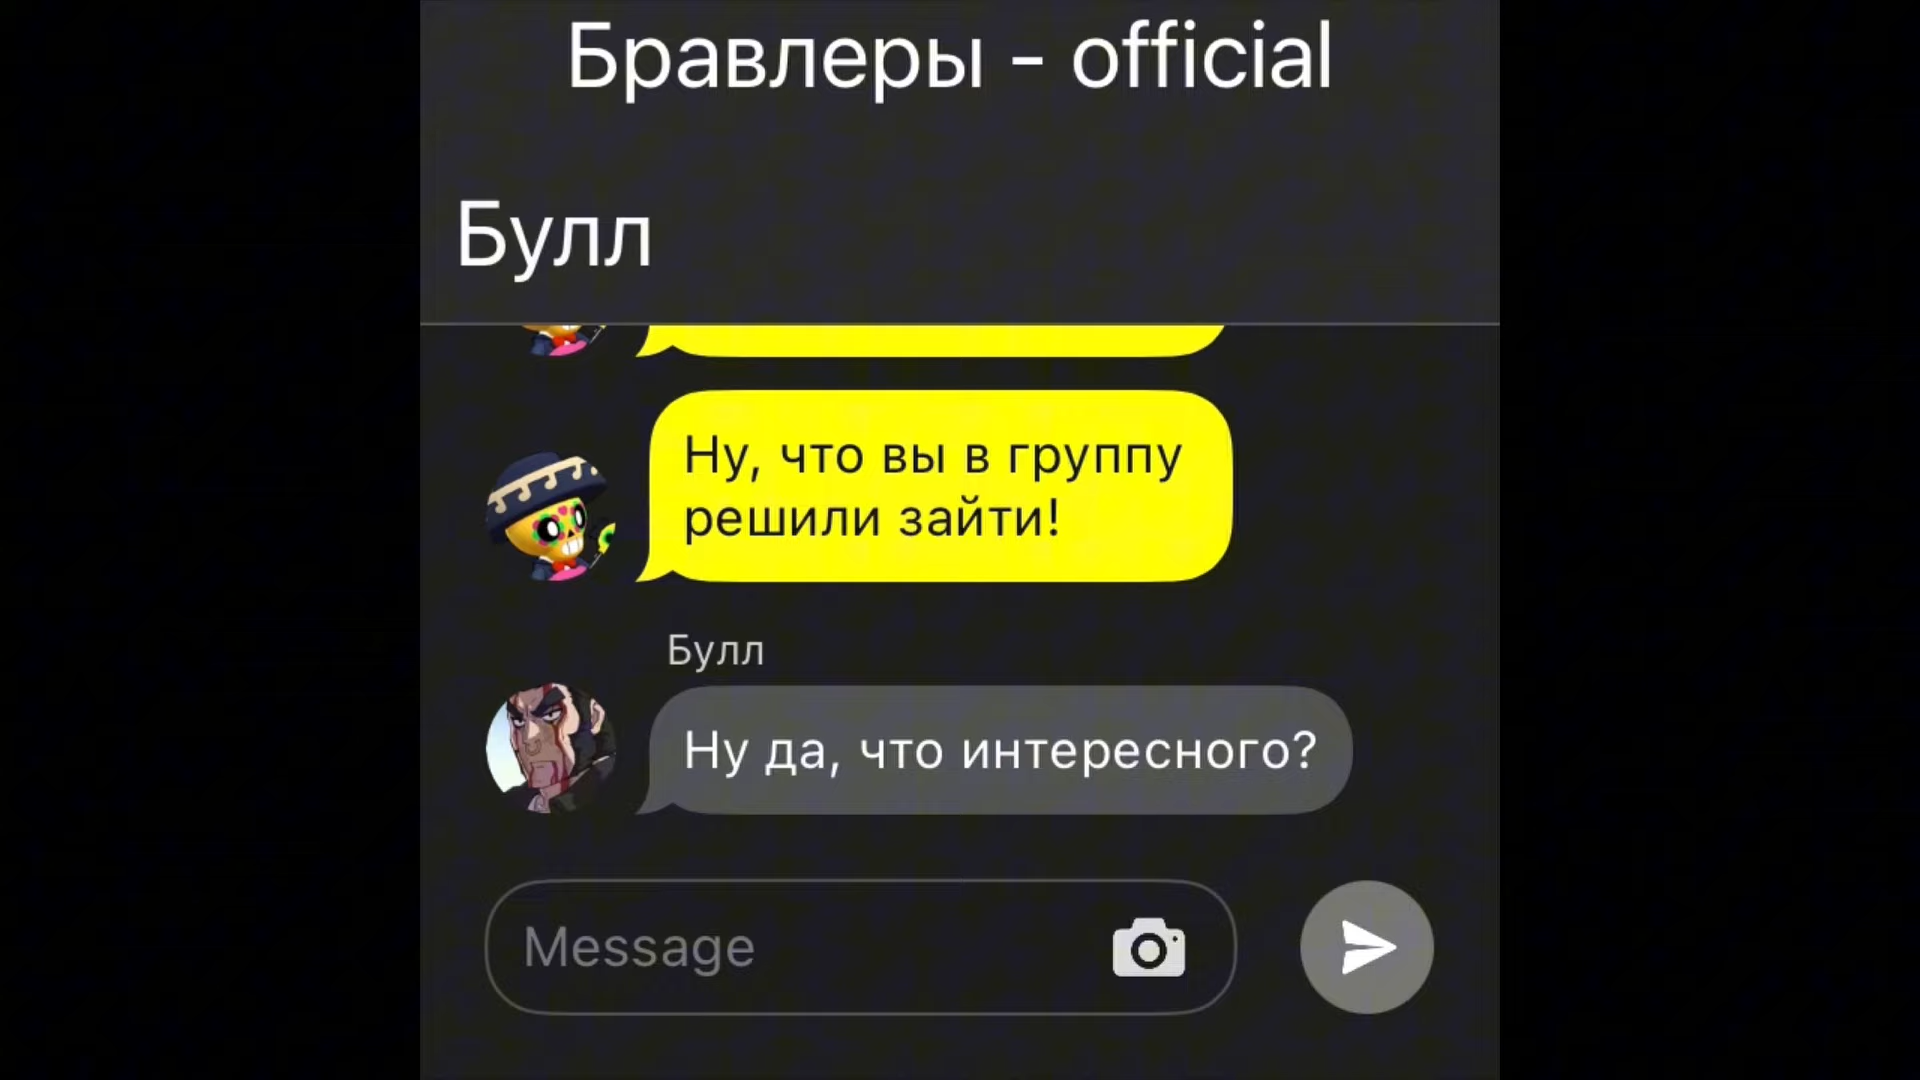 Бравлеры - official
Булл
Ну, что вы в группу
решили зайти!
Булл
Ну да, что интересного?
Message